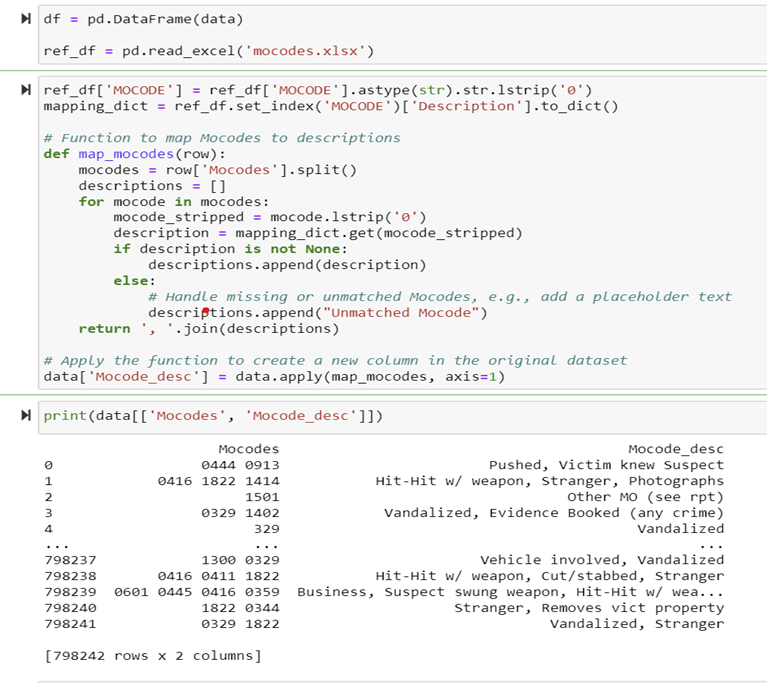 df = pd.DataFrame(data)
ref_df = pd.read_excel('mocodes.xlsx')
ref_df['MOCODE'] = ref_df['MOCODE'].astype(str).str.lstrip('0')
mapping_dict = ref_df.set_index('MOCODE')['Description'].to_dict()
# Function to map Mocodes to descriptions
def map_mocodes(row):
    mocodes = row['Mocodes'].split()
    descriptions = []
    for mocode in mocodes:
        mocode_stripped = mocode.lstrip('0')
        description = mapping_dict.get(mocode_stripped)
        if description is not None:
            descriptions.append(description)
        else:
            # Handle missing or unmatched Mocodes, e.g., add a placeholder text
            descriptions.append("Unmatched Mocode")
    return ', '.join(descriptions)
# Apply the function to create a new column in the original dataset
data['Mocode_desc'] = data.apply(map_mocodes, axis=1)
print(data[['Mocodes', 'Mocode_desc']])
Mocodes Mocode_desc
0 0444 0913 Pushed, Victim knew Suspect
1 0416 1822 1414 Hit-Hit w/ weapon, Stranger, Photographs
2 1501 Other MO (see rpt)
3 0329 1402 Vandalized, Evidence Booked (any crime)
4 329 Vandalized
... ... ...
798237 1300 0329 Vehicle involved, Vandalized
798238 0416 0411 1822 Hit-Hit w/ weapon, Cut/stabbed, Stranger
798239 0601 0445 0416 0359 Business, Suspect swung weapon, Hit-Hit w/ wea...
798240 1822 0344 Stranger, Removes vict property
798241 0329 1822 Vandalized, Stranger
[798242 rows x 2 columns]